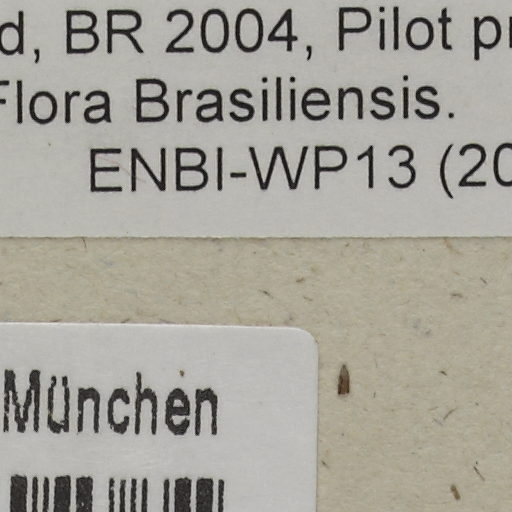 d, BR 2004, Pilot pr
Flora Brasiliensis.
ENBI-WP13 (20
München